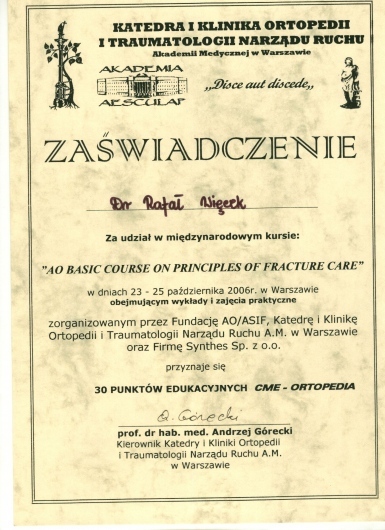 KATEDRA I KLINIKA ORTOPEDII
I TRAUMATOLOGII NARZĄDU RUCHU
Akademii Medycznej w Warszawie
AKADEMIA
AESCULAP
„Disce aut discede„
ZAŚWIADCZENIE
Dr Rafał Więcek
Za udział w międzynarodowym kursie:
"AO BASIC COURSE ON PRINCIPLES OF FRACTURE CARE"
w dniach 23 - 25 października 2006r. w Warszawie
obejmującym wykłady i zajęcia praktyczne
zorganizowanym przez Fundację AO/ASIF, Katedrę i Klinikę
Ortopedii i Traumatologii Narządu Ruchu A.M. w Warszawie
oraz Firmę Synthes Sp. z o.o.
przyznaje się
30 PUNKTÓW EDUKACYJNYCH CME - ORTOPEDIA
A. Górecki
prof. dr hab. med. Andrzej Górecki
Kierownik Katedry i Kliniki Ortopedii
i Traumatologii Narządu Ruchu A.M.
w Warszawie